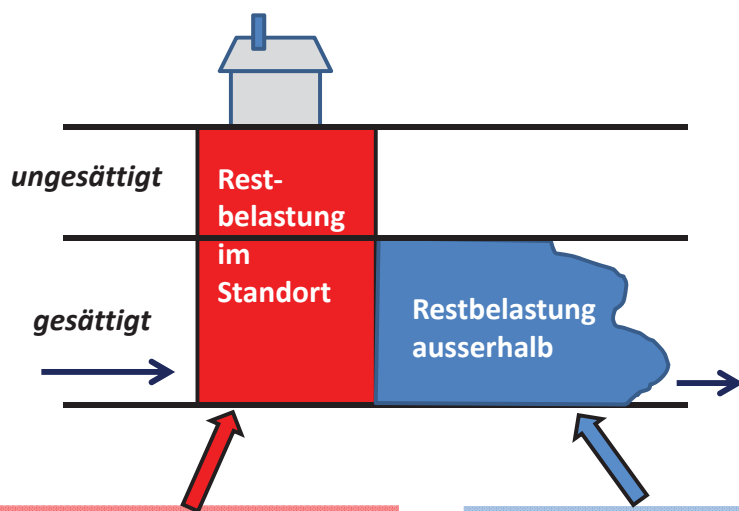 ungesättigt
Rest-
belastung
im
Standort
gesättigt
Restbelastung
ausserhalb